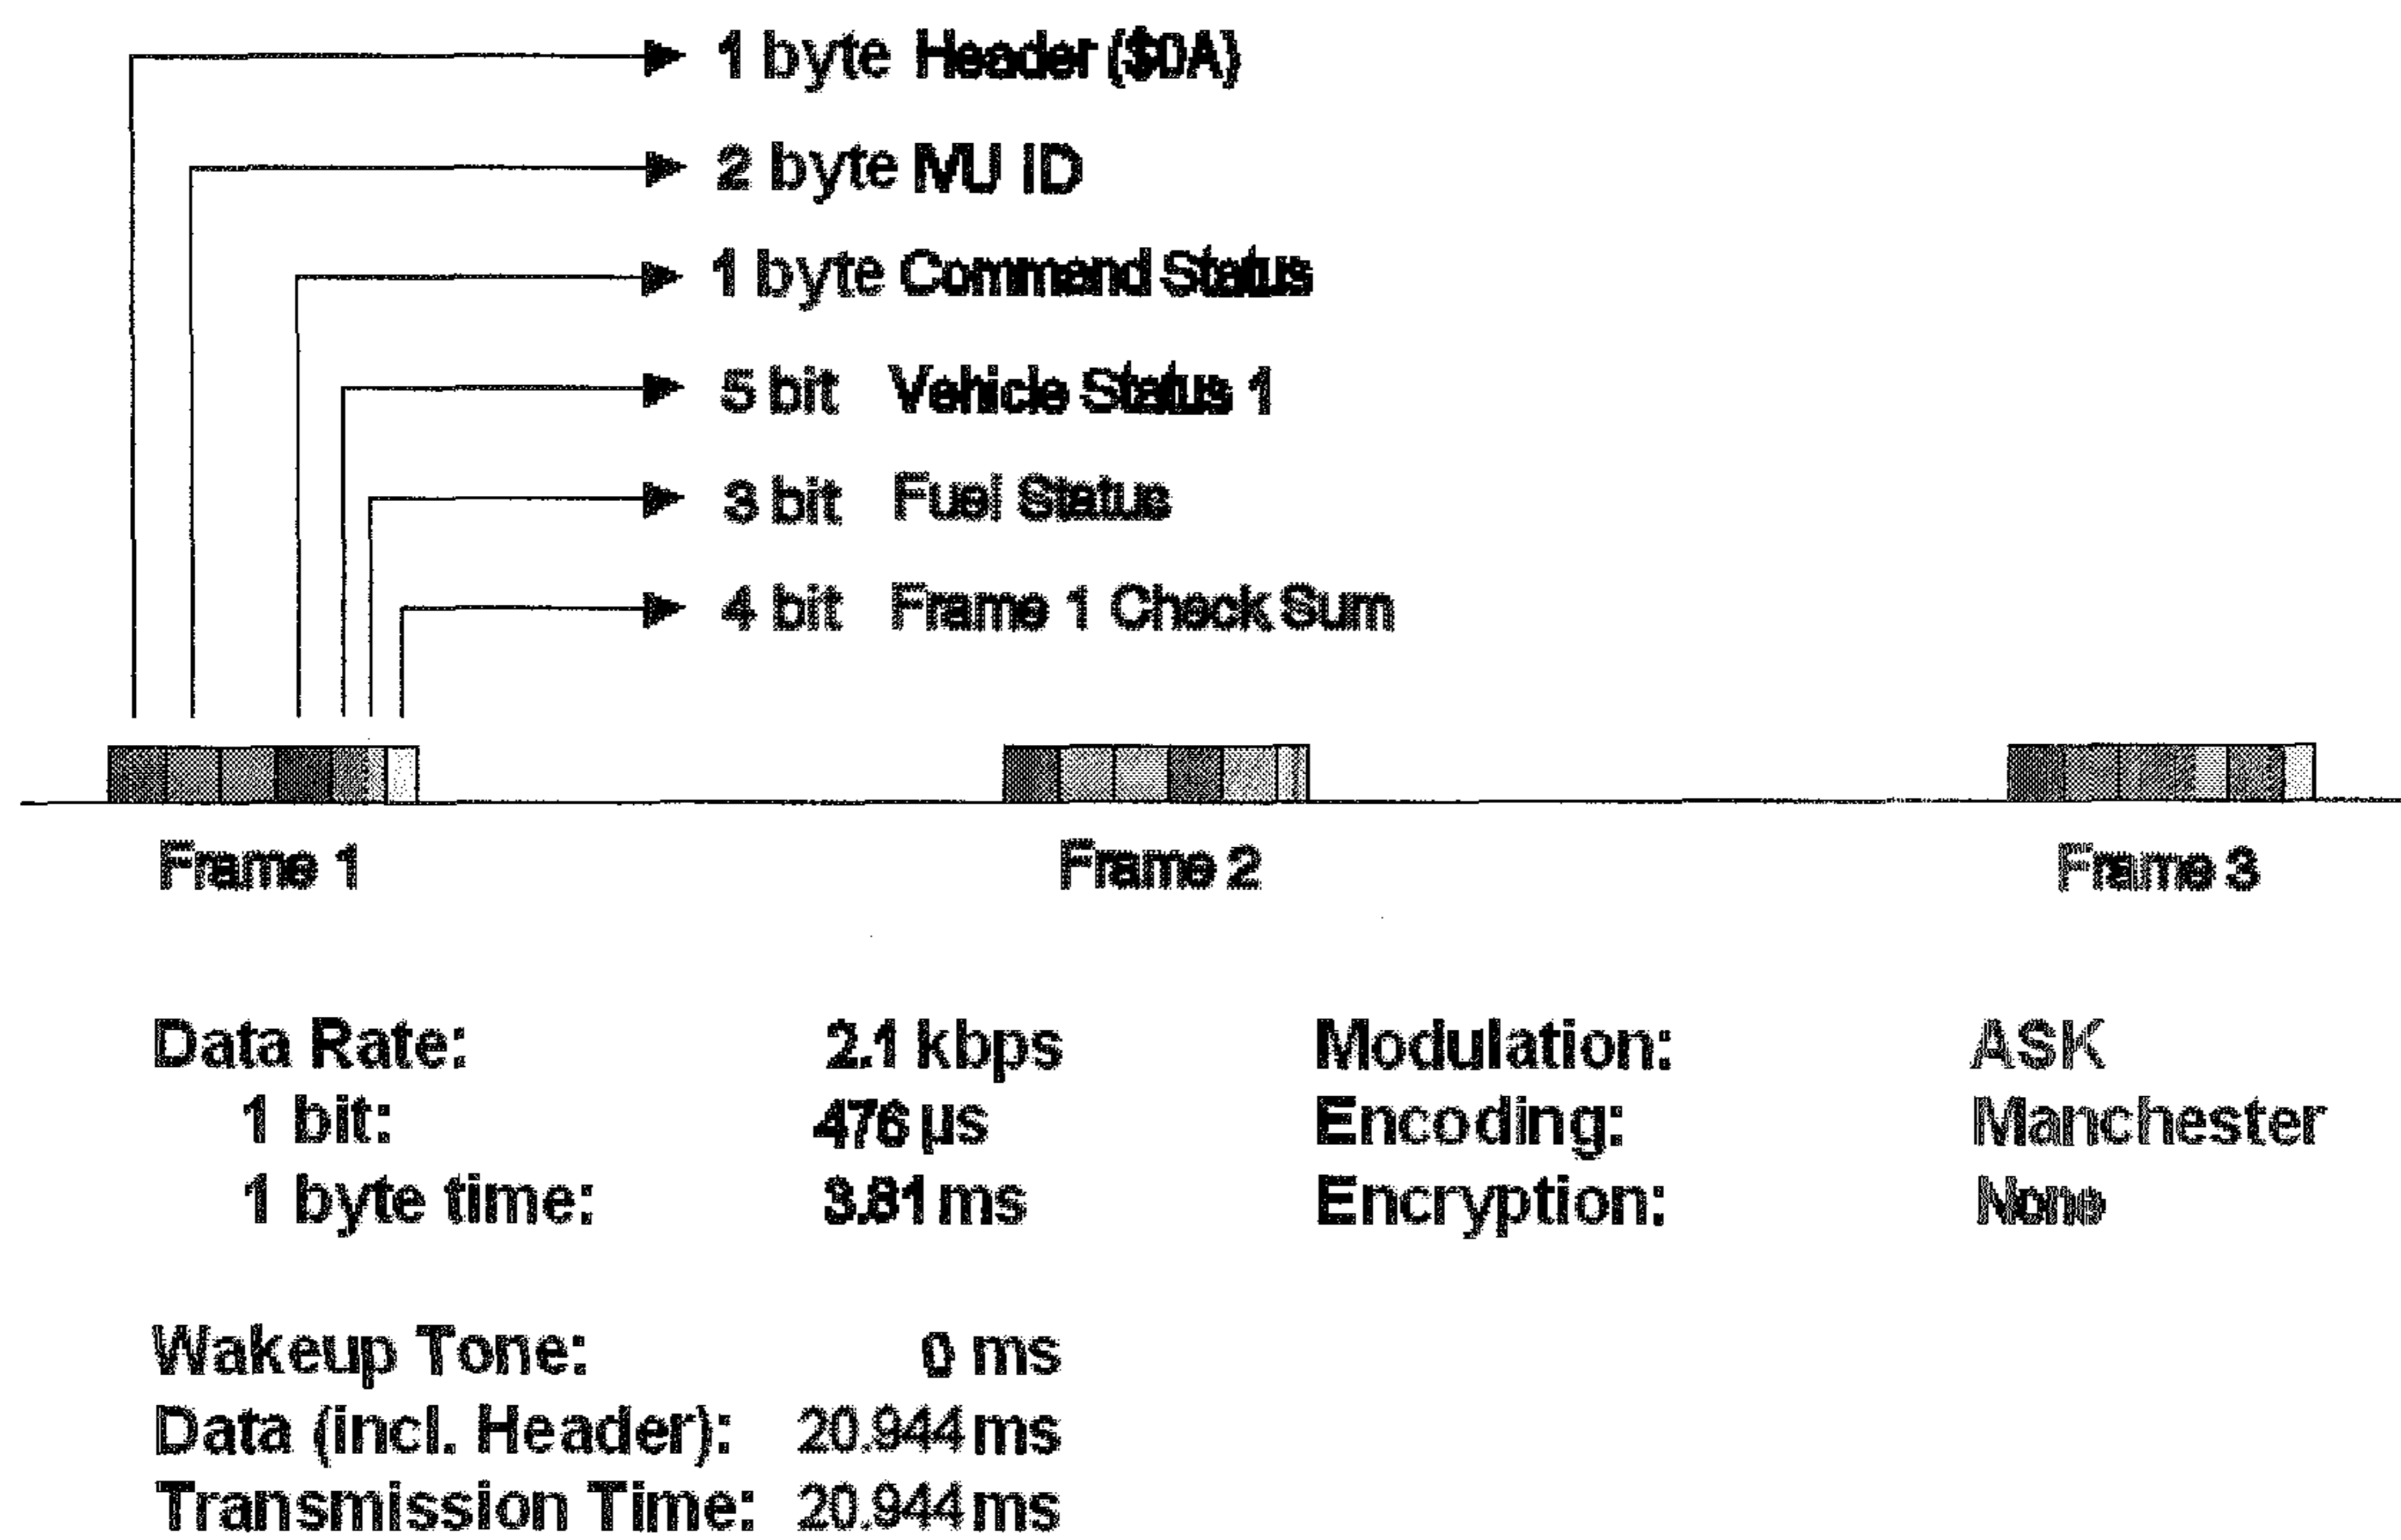 1 byte Header ($0A)
2 byte MU ID
1 byte Command Status
5 bit Vehicle Status 1
3 bit Fuel Status
4 bit Frame 1 Check Sum
Frame 1 Frame 2 Frame 3
Data Rate: 2.1 kbps Modulation: ASK
1 bit: 476 µs Encoding: Manchester
1 byte time: 3.81 ms Encryption: None
Wakeup Tone: 0 ms
Data (incl. Header): 20.944 ms
Transmission Time: 20.944 ms